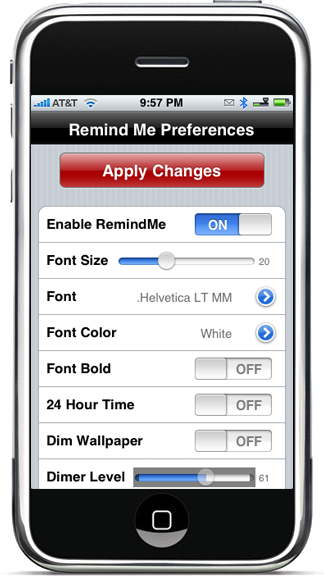 AT&T 9:57 PM
Remind Me Preferences
Apply Changes
Enable RemindMe ON
Font Size 20
Font .Helvetica LT MM
Font Color White
Font Bold OFF
24 Hour Time OFF
Dim Wallpaper OFF
Dimer Level 61